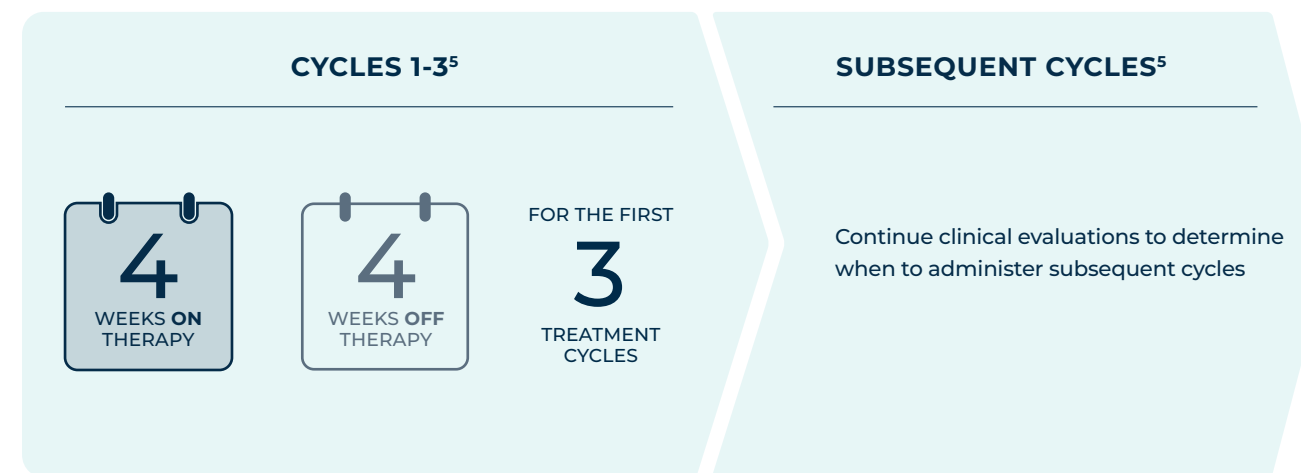 CYCLES 1-3⁵
4
WEEKS ON
THERAPY
4
WEEKS OFF
THERAPY
FOR THE FIRST
3
TREATMENT
CYCLES
SUBSEQUENT CYCLES⁵
Continue clinical evaluations to determine
when to administer subsequent cycles